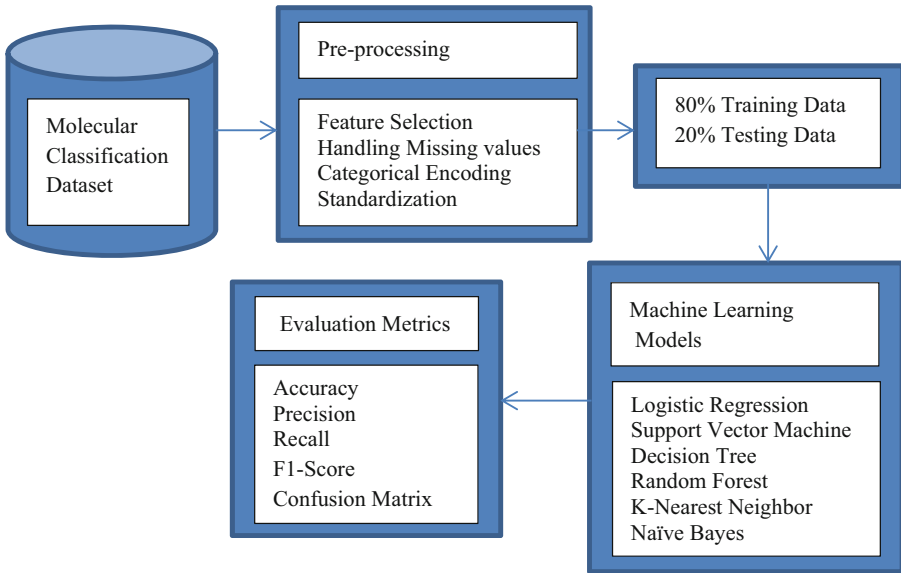 Molecular
Classification
Dataset
Pre-processing
Feature Selection
Handling Missing values
Categorical Encoding
Standardization
80% Training Data
20% Testing Data
Machine Learning
Models
Logistic Regression
Support Vector Machine
Decision Tree
Random Forest
K-Nearest Neighbor
Naïve Bayes
Evaluation Metrics
Accuracy
Precision
Recall
F1-Score
Confusion Matrix